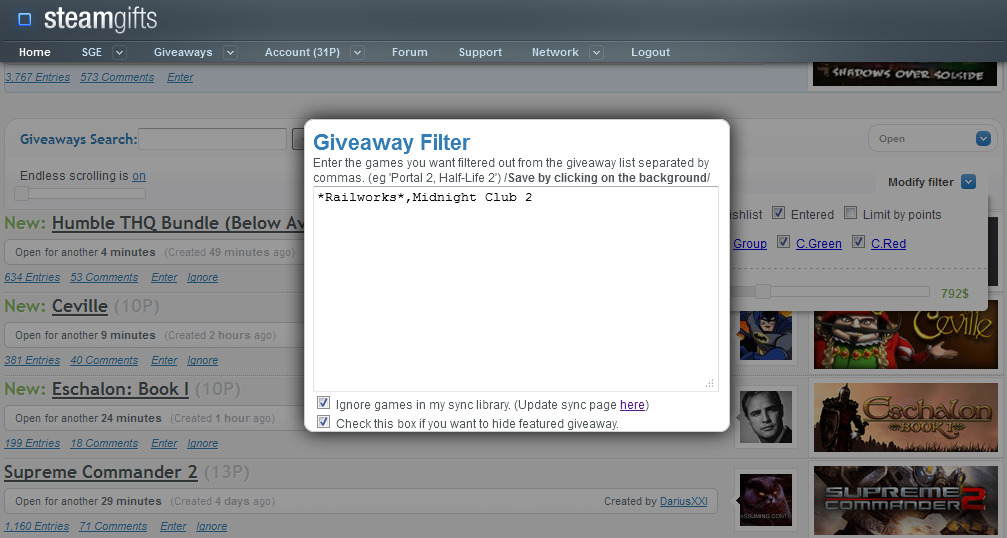 steamgifts
Home SGE Giveaways Account (31P) Forum Support Network Logout
3,767 Entries 573 Comments Enter
SHADOWS OVER SOLSIDE
Giveaways Search: Open
Endless scrolling is on
Modify filter
Giveaway Filter
Enter the games you want filtered out from the giveaway list separated by
commas. (eg 'Portal 2, Half-Life 2') /Save by clicking on the background/
*Railworks*,Midnight Club 2
Ignore games in my sync library. (Update sync page here)
Check this box if you want to hide featured giveaway.
ishlist Entered Limit by points
Group C.Green C.Red
792$
New: Humble THQ Bundle (Below Av
Open for another 4 minutes (Created 49 minutes ago)
634 Entries 53 Comments Enter Ignore
New: Ceville (10P)
Open for another 9 minutes (Created 2 hours ago)
381 Entries 40 Comments Enter Ignore
Ceville
New: Eschalon: Book I (10P)
Open for another 24 minutes (Created 1 hour ago)
199 Entries 18 Comments Enter Ignore
Eschalon
BOOK I
Supreme Commander 2 (13P)
Open for another 29 minutes (Created 4 days ago) Created by DariusXXI
1,160 Entries 71 Comments Enter Ignore
ASSUMING CONT
SUPREME
COMMANDER 2